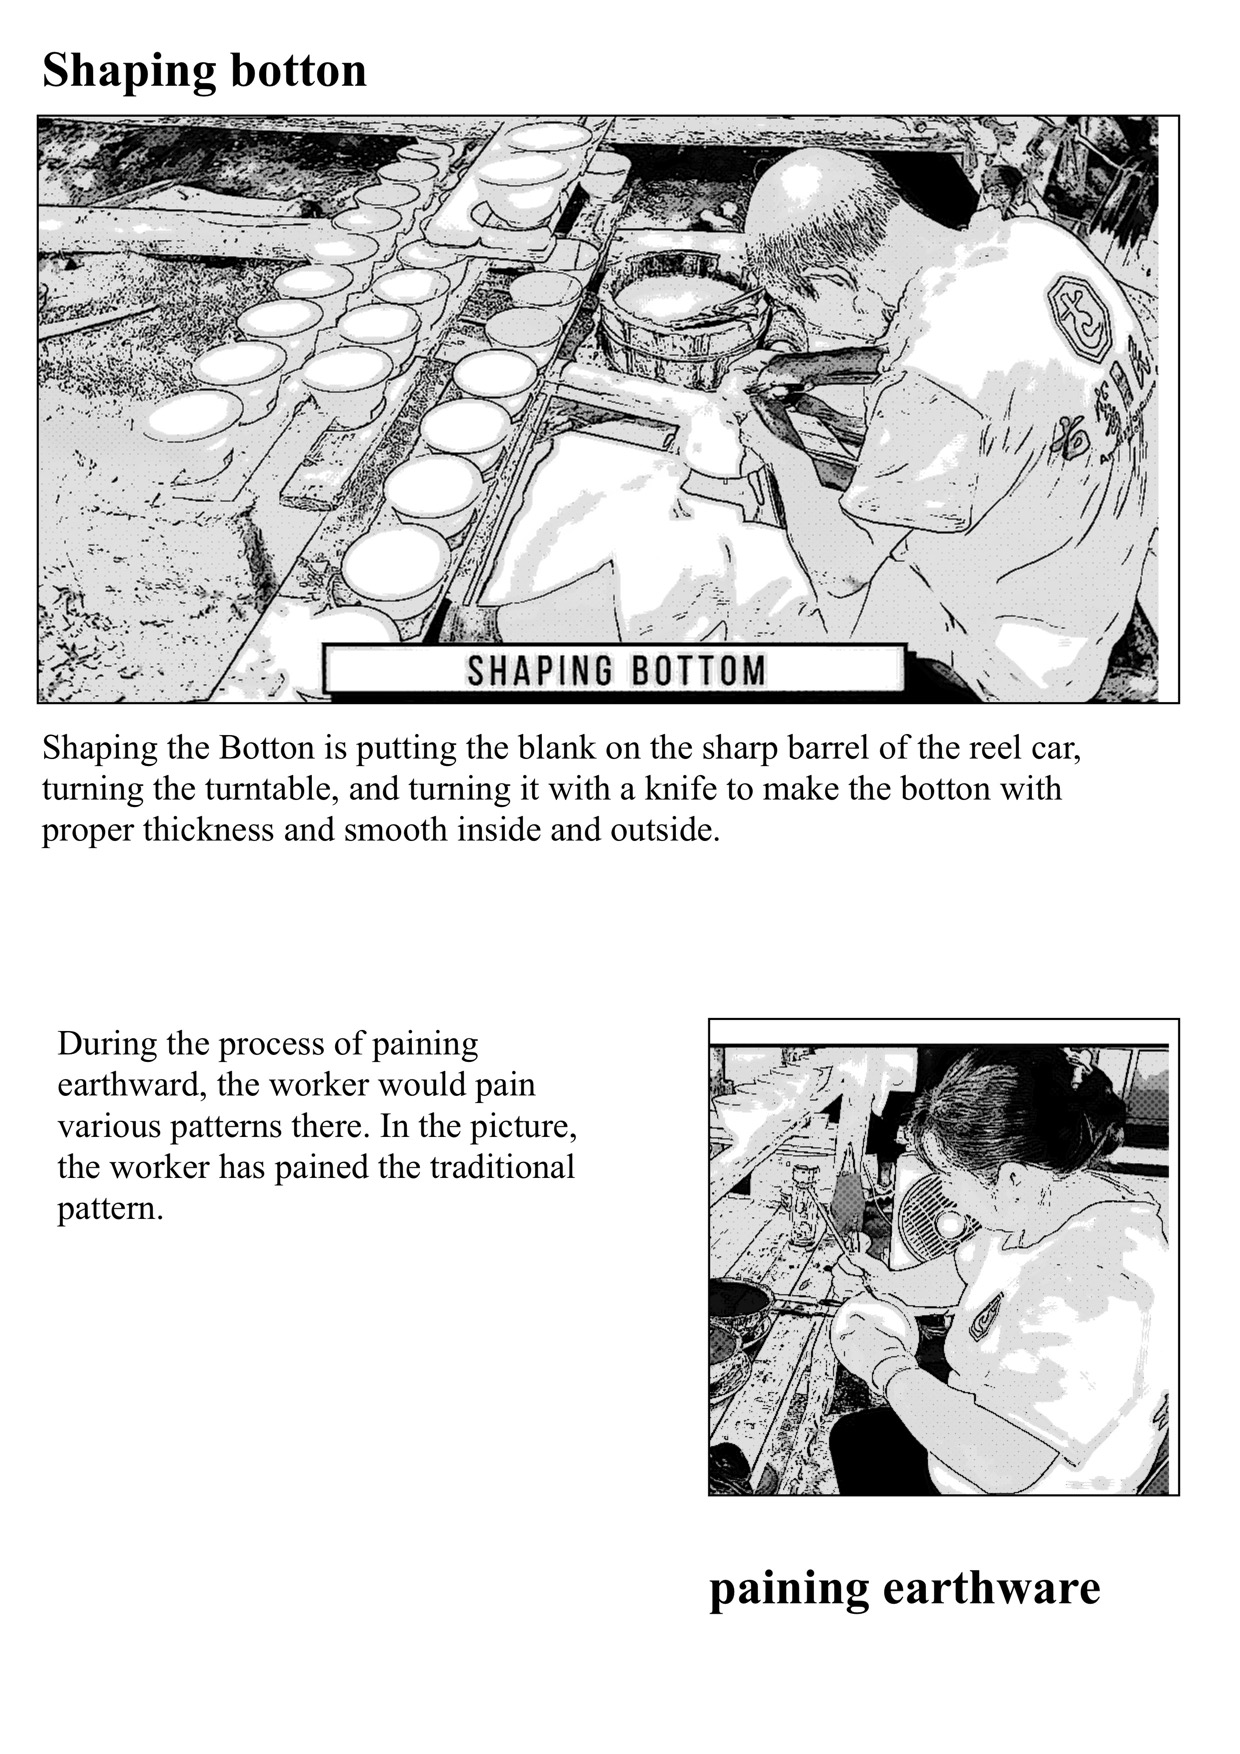 Shaping botton
SHAPING BOTTOM
Shaping the Botton is putting the blank on the sharp barrel of the reel car,
turning the turntable, and turning it with a knife to make the botton with
proper thickness and smooth inside and outside.
During the process of paining
earthward, the worker would pain
various patterns there. In the picture,
the worker has pained the traditional
pattern.
paining earthware